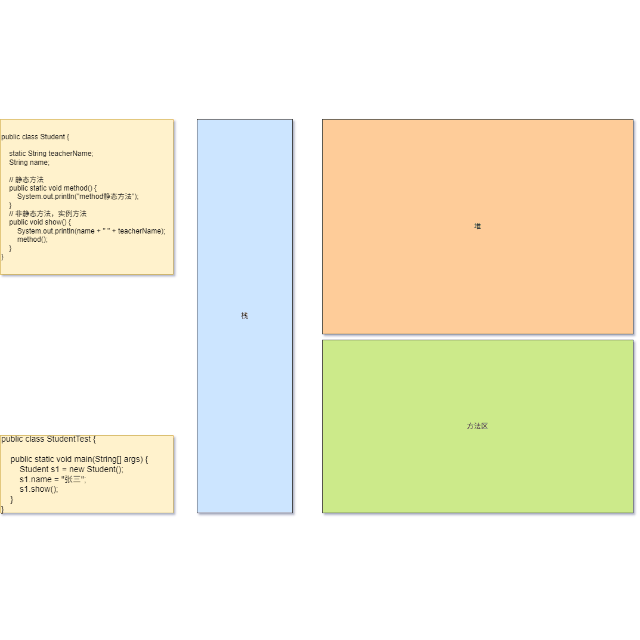 public class Student {
static String teacherName;
String name;
// 静态方法
public static void method() {
System.out.println("method静态方法");
}
// 非静态方法，实例方法
public void show() {
System.out.println(name + " " + teacherName);
method();
}
}
public class StudentTest {
public static void main(String[] args) {
Student s1 = new Student();
s1.name = "张三";
s1.show();
}
}
栈
堆
方法区